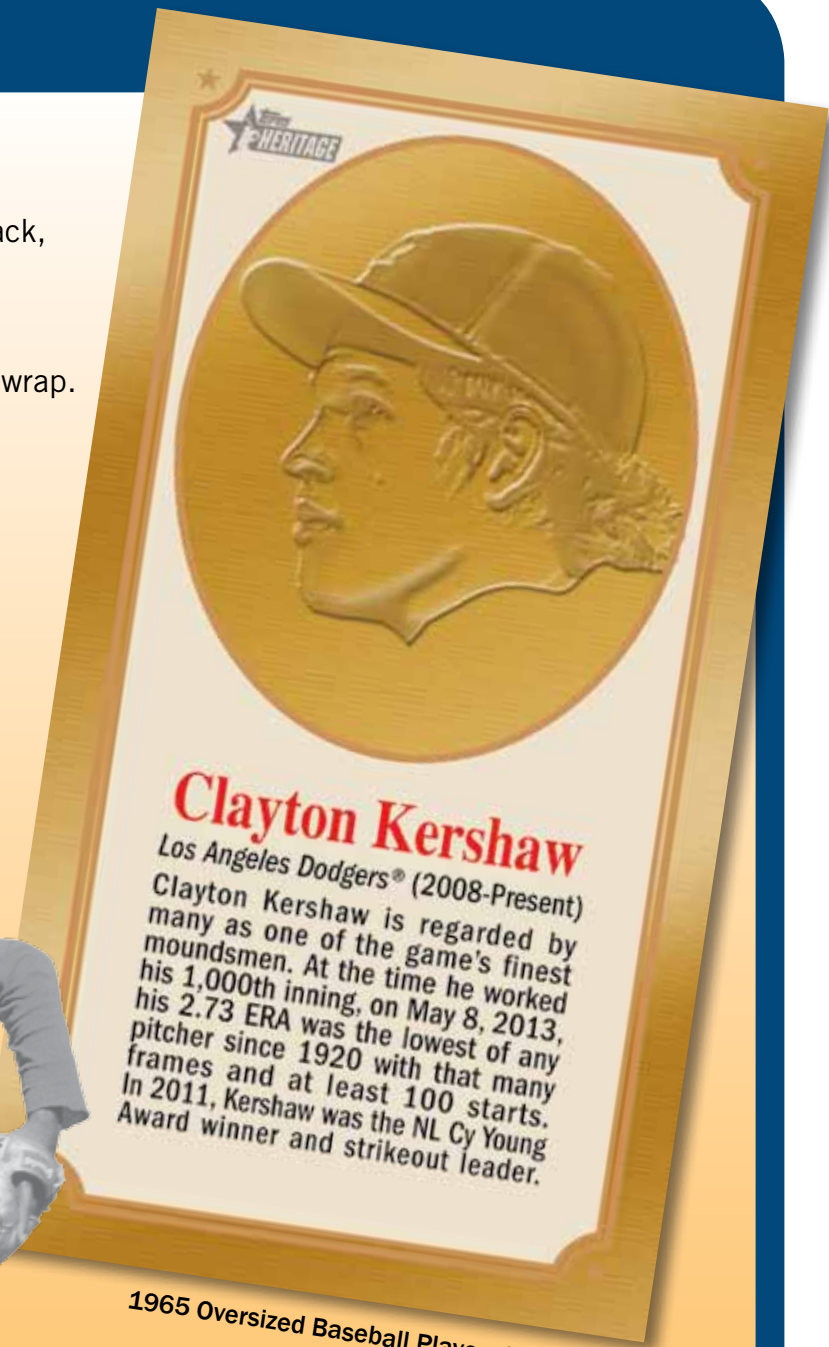 ack,
wrap.
TOPPS
HERITAGE
Clayton Kershaw
Los Angeles Dodgers® (2008-Present)
Clayton Kershaw is regarded by
many as one of the game's finest
moundsmen. At the time he worked
his 1,000th inning, on May 8, 2013,
his 2.73 ERA was the lowest of any
pitcher since 1920 with that many
frames and at least 100 starts.
In 2011, Kershaw was the NL Cy Young
Award winner and strikeout leader.
1965 Oversized Baseball